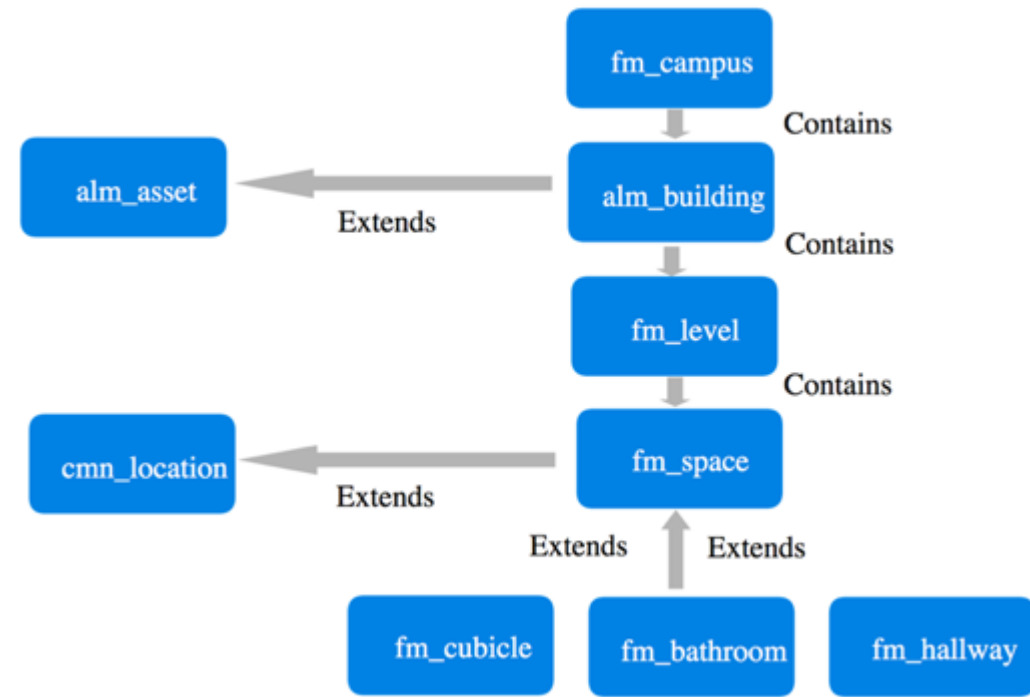 fm_campus
Contains
alm_asset
alm_building
Extends
Contains
fm_level
Contains
cmn_location
fm_space
Extends
Extends
Extends
fm_cubicle
fm_bathroom
fm_hallway